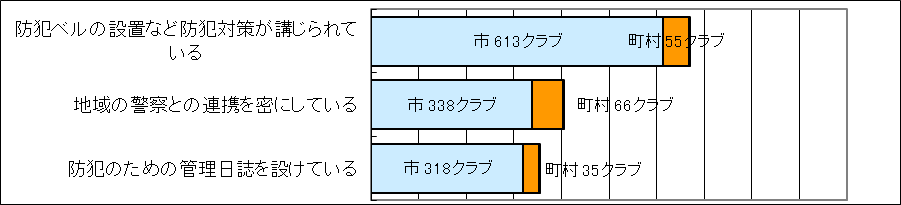 防犯ベルの設置など防犯対策が講じられて
いる
市 613クラブ 町村 55クラブ
地域の警察との連携を密にしている
市 338クラブ 町村 66クラブ
防犯のための管理日誌を設けている
市 318クラブ 町村 35クラブ